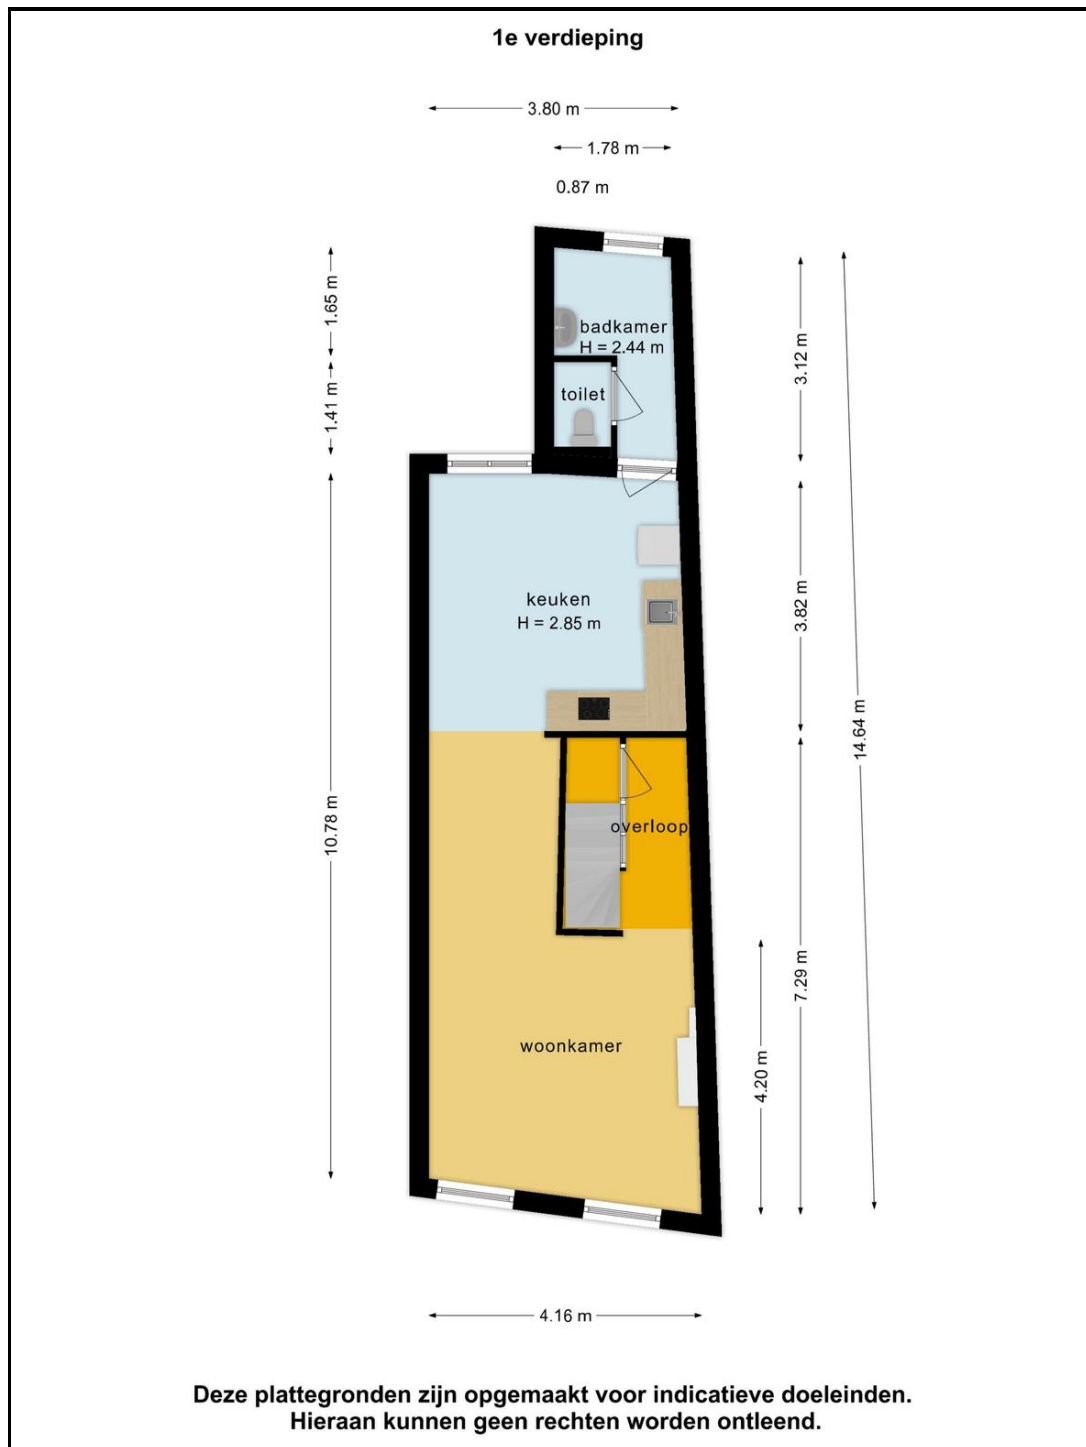 1e verdieping
3.80 m
1.78 m
0.87 m
1.65 m
1.41 m
10.78 m
badkamer
H = 2.44 m
toilet
keuken
H = 2.85 m
overloop
woonkamer
3.12 m
3.82 m
7.29 m
4.20 m
14.64 m
4.16 m
Deze plattegronden zijn opgemaakt voor indicatieve doeleinden.
Hieraan kunnen geen rechten worden ontleend.